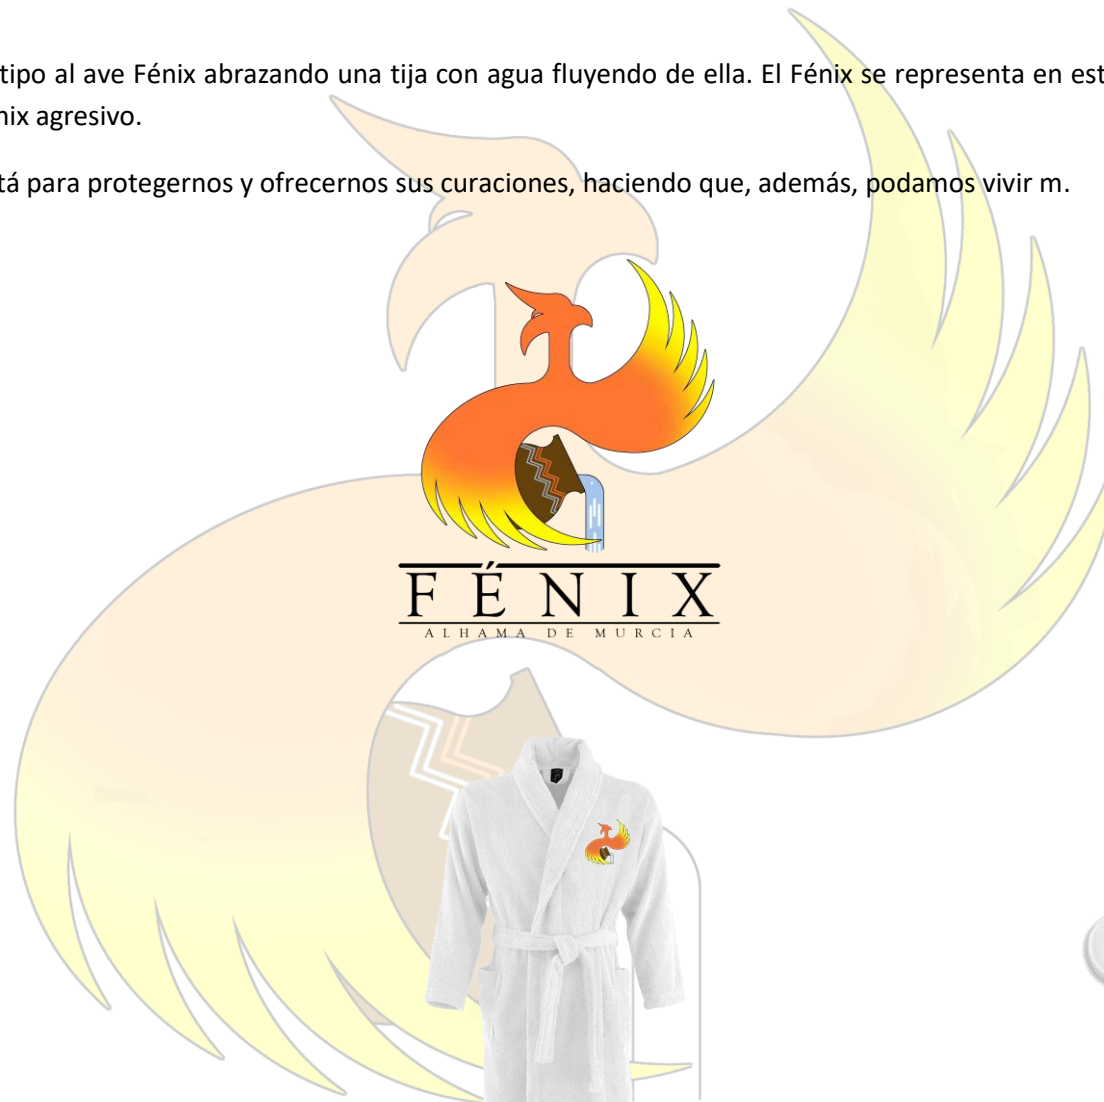 tipo al ave Fénix abrazando una tija con agua fluyendo de ella. El Fénix se representa en est
nix agresivo.
tá para protegernos y ofrecernos sus curaciones, haciendo que, además, podamos vivir m.
FÉNIX
ALHAMA DE MURCIA